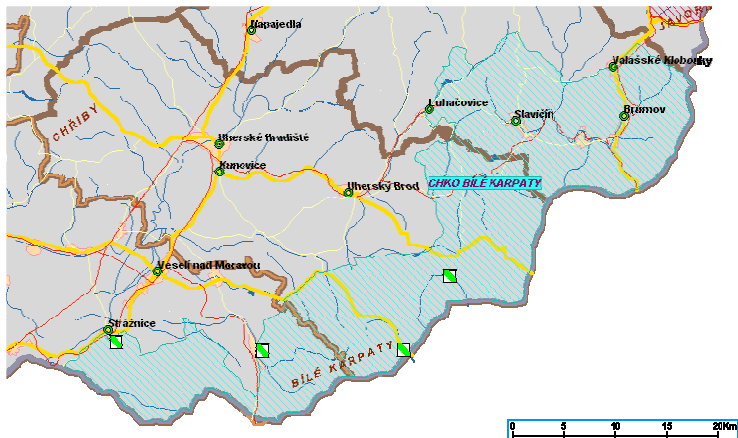 Napajedla
JAVOR
Valašské Klobouky
CHŘIBY
Luhačovice
Slavičín
Brumov
Uherské Hradiště
Kunovice
Uherský Brod
CHKO BÍLÉ KARPATY
Veselí nad Moravou
Strážnice
BÍLÉ KARPATY
0 5 10 15 20Km